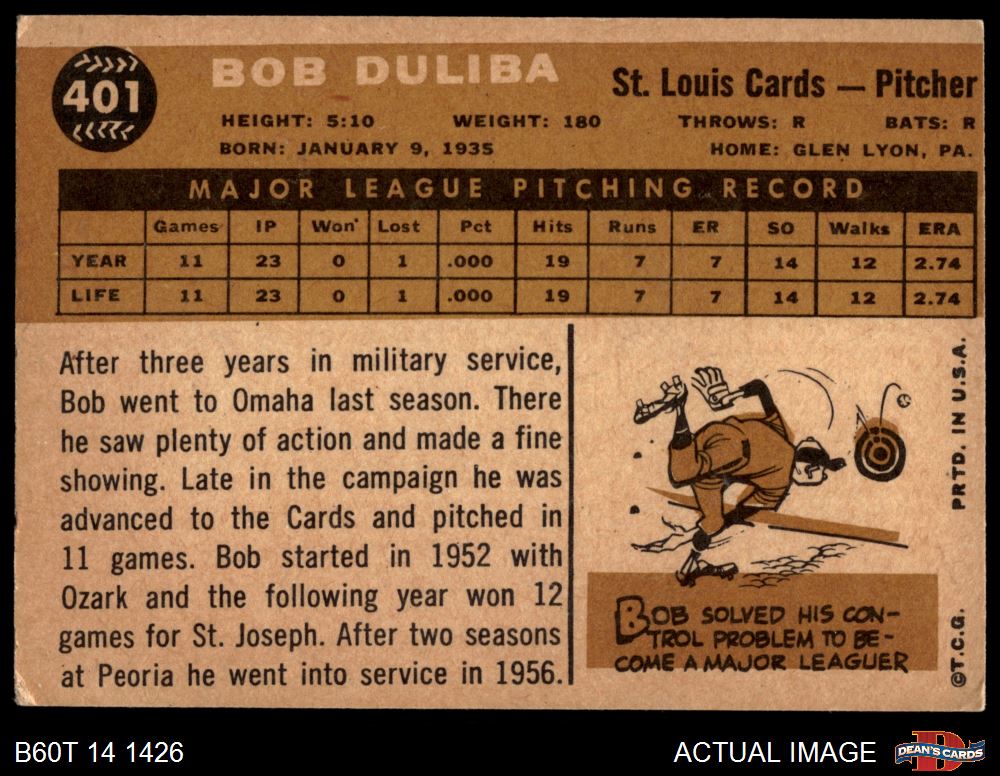 401
BOB DULIBA
St. Louis Cards — Pitcher
HEIGHT: 5:10 WEIGHT: 180 THROWS: R BATS: R
BORN: JANUARY 9, 1935 HOME: GLEN LYON, PA.
MAJOR LEAGUE PITCHING RECORD
Games IP Won Lost Pct Hits Runs ER SO Walks ERA
YEAR 11 23 0 1 .000 19 7 7 14 12 2.74
LIFE 11 23 0 1 .000 19 7 7 14 12 2.74
After three years in military service,
Bob went to Omaha last season. There
he saw plenty of action and made a fine
showing. Late in the campaign he was
advanced to the Cards and pitched in
11 games. Bob started in 1952 with
Ozark and the following year won 12
games for St. Joseph. After two seasons
at Peoria he went into service in 1956.
BOB SOLVED HIS CON-
TROL PROBLEM TO BE-
COME A MAJOR LEAGUER
©T.C.G. PRTD. IN U.S.A.
B60T 14 1426
ACTUAL IMAGE
DEAN'S CARDS